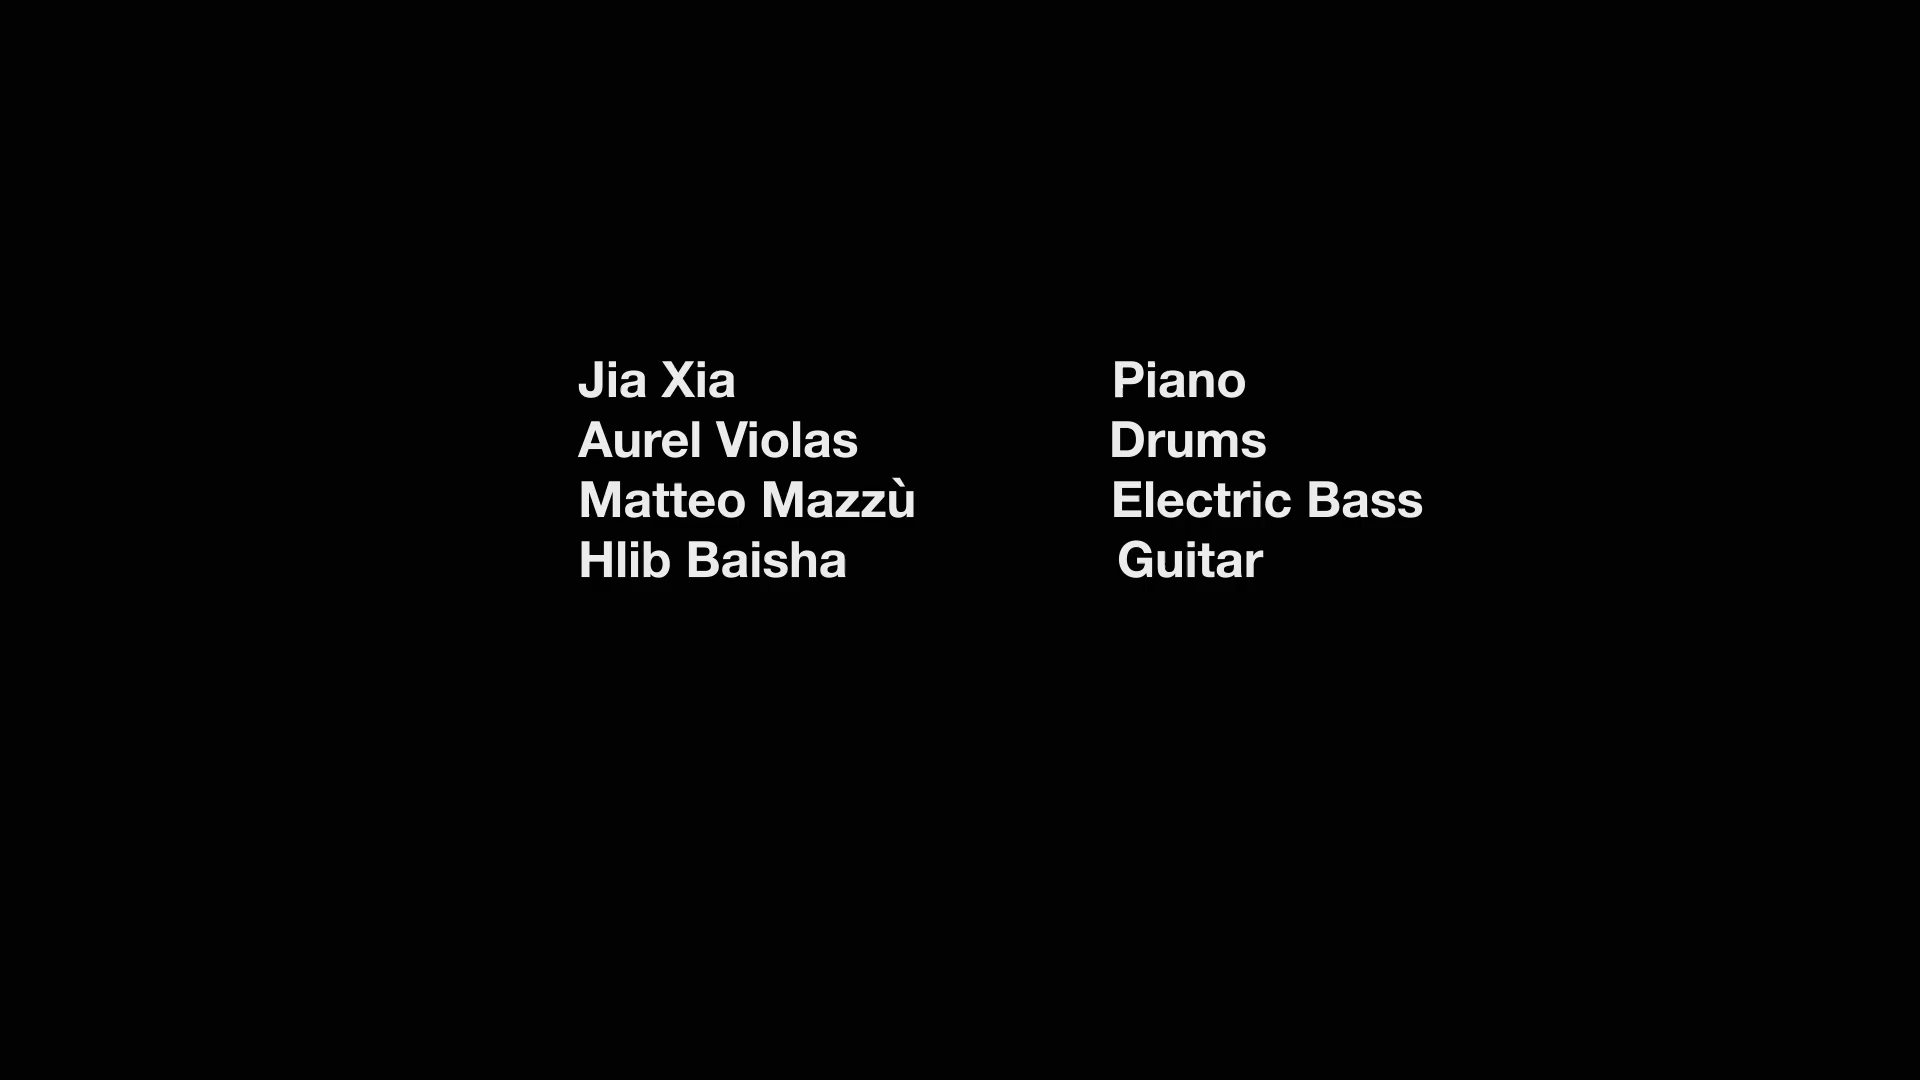 Jia Xia Piano
Aurel Violas Drums
Matteo Mazzù Electric Bass
Hlib Baisha Guitar